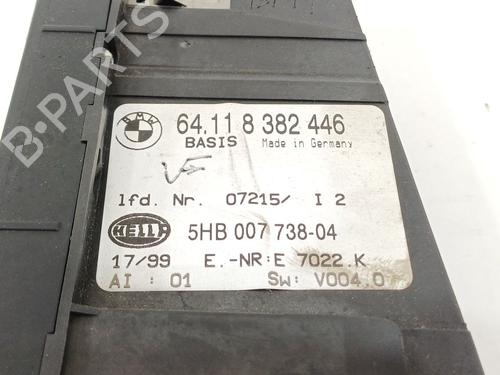 B-PARTS
BMW
64.11 8 382 446
BASIS Made in Germany
lfd. Nr. 07215/ I 2
HELLA 5HB 007 738-04
17/99 E.-NR:E 7022.K
AI : 01 SW: V004.0